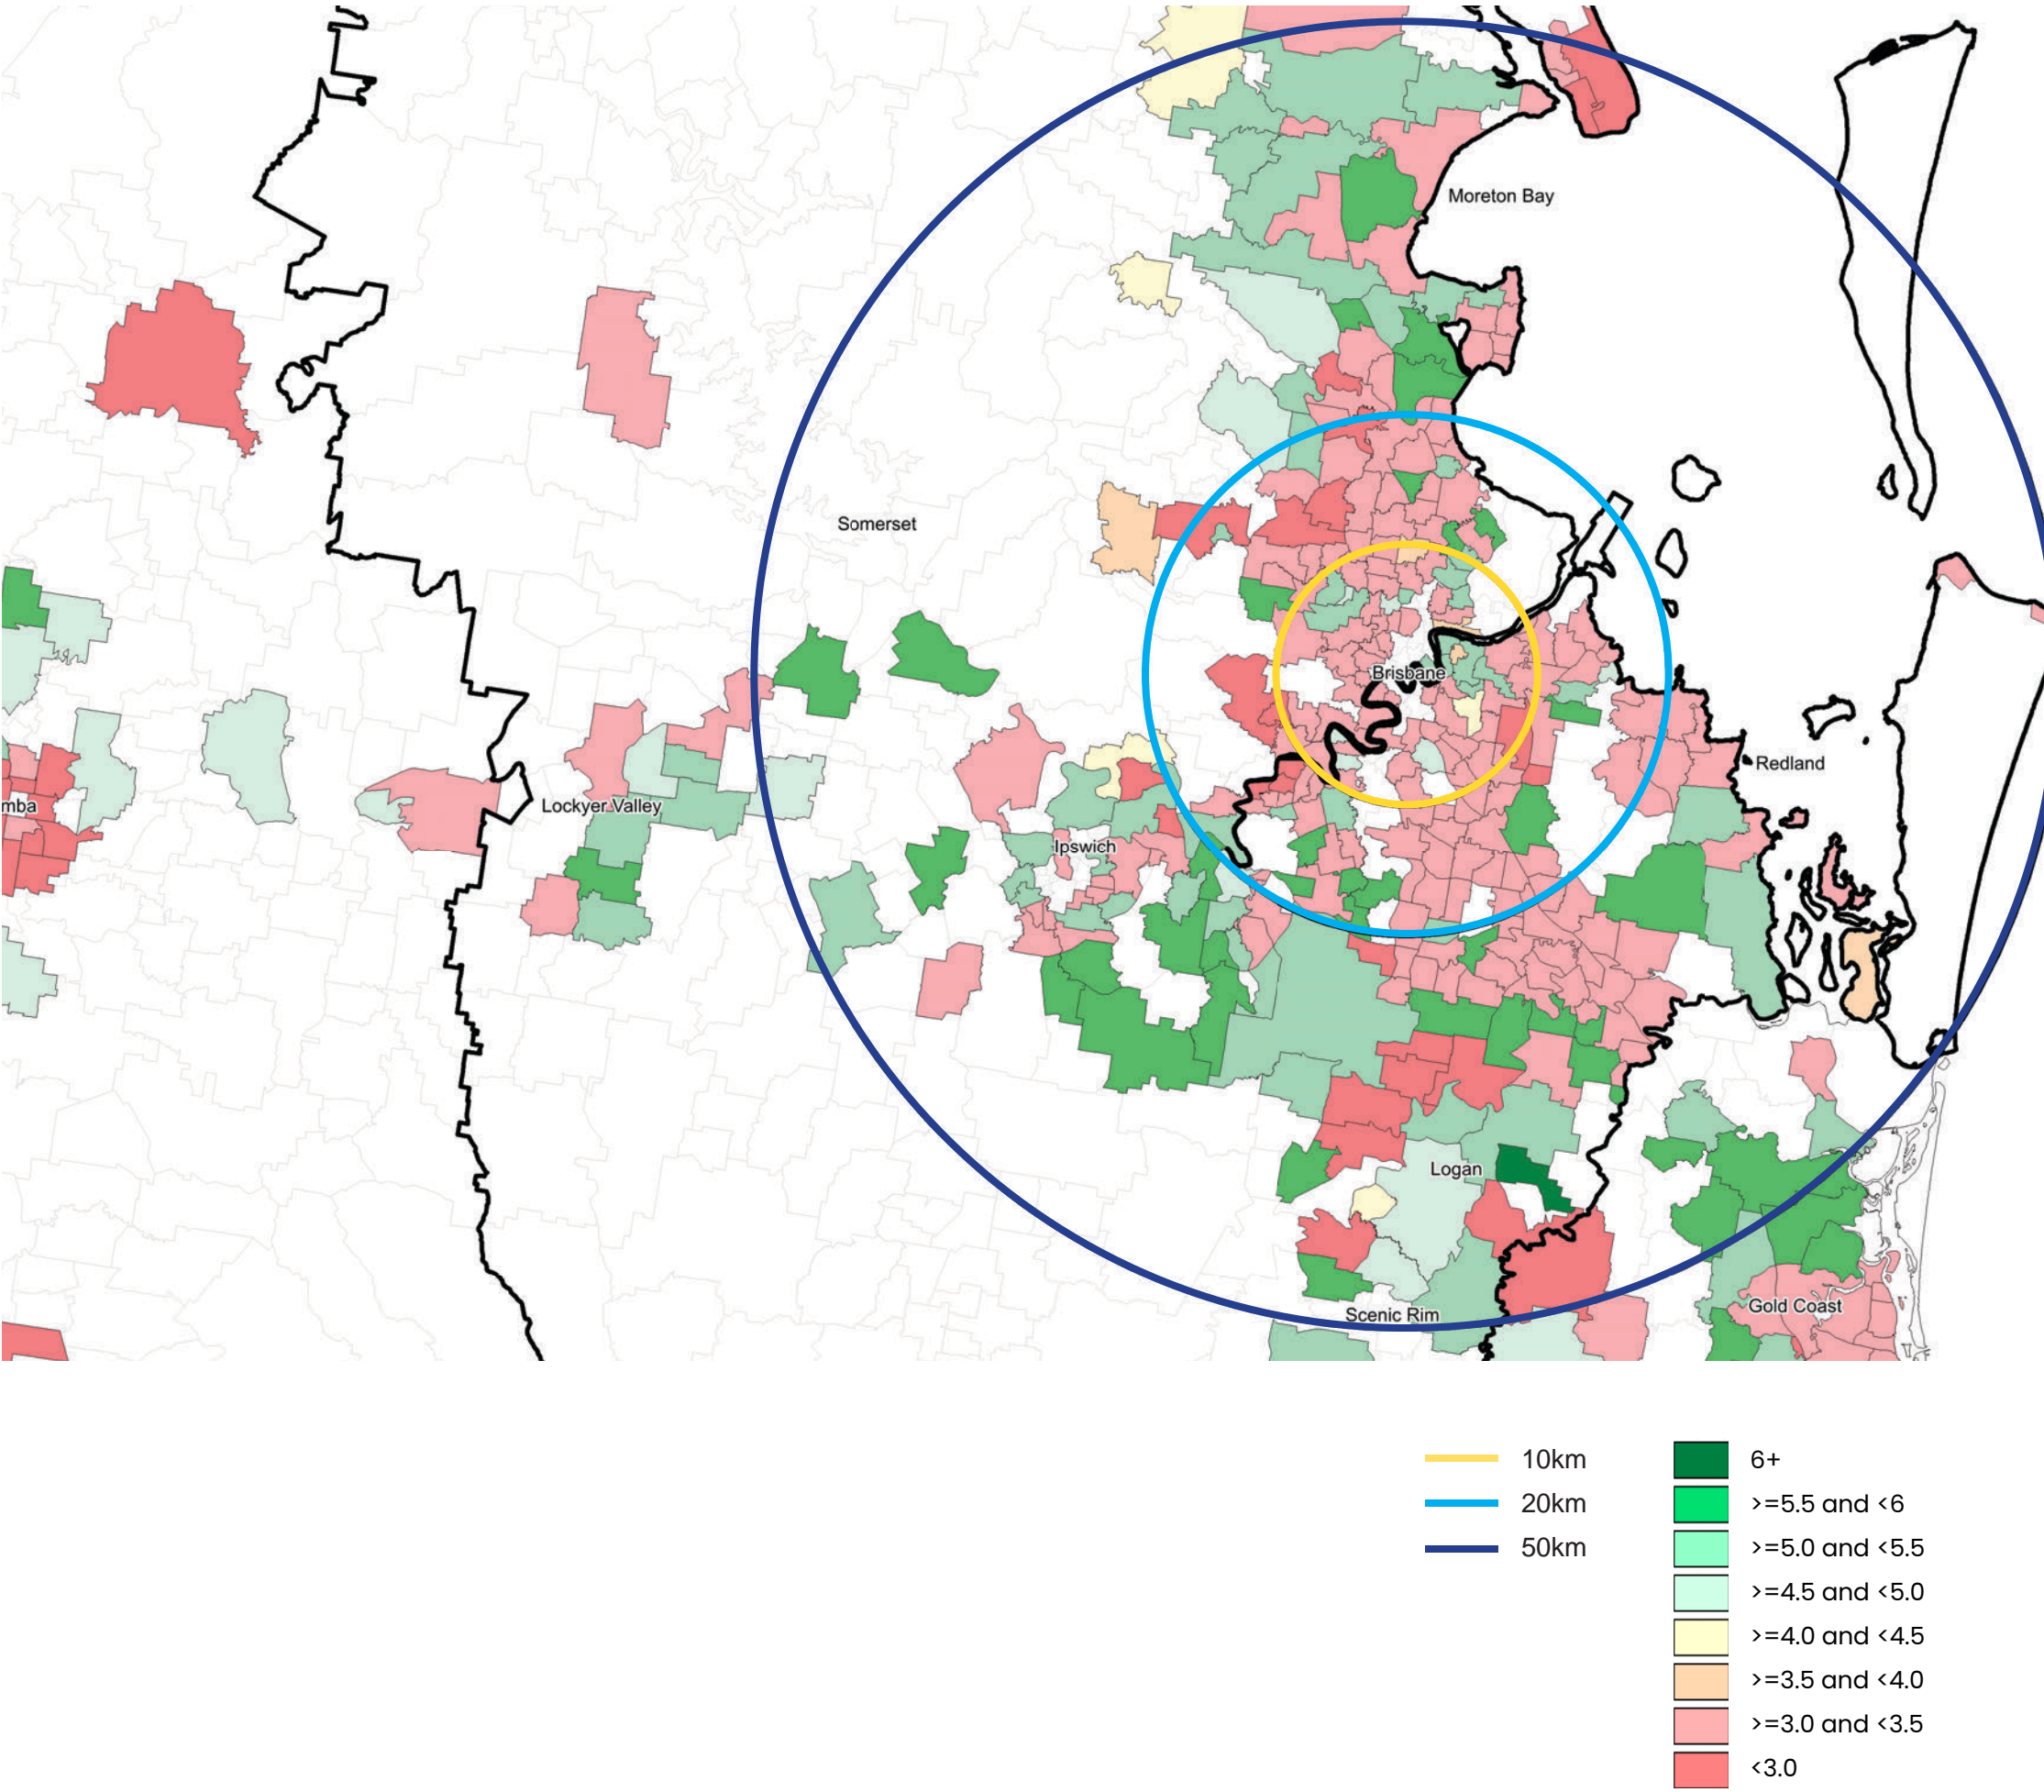 Moreton Bay
Somerset
Brisbane
Redland
mba
Lockyer Valley
Ipswich
Logan
Scenic Rim
Gold Coast
10km
20km
50km
6+
>=5.5 and <6
>=5.0 and <5.5
>=4.5 and <5.0
>=4.0 and <4.5
>=3.5 and <4.0
>=3.0 and <3.5
<3.0